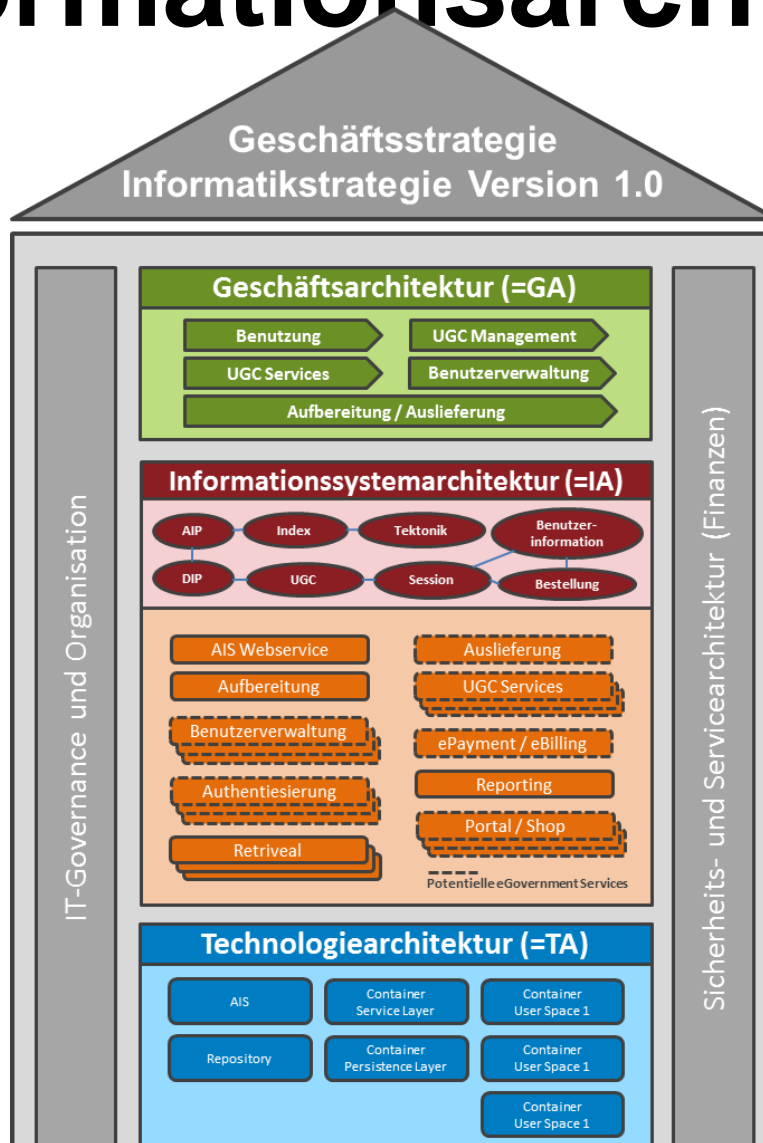 ormationsarch
Geschäftsstrategie
Informatikstrategie Version 1.0
IT-Governance und Organisation
Geschäftsarchitektur (=GA)
Benutzung
UGC Management
UGC Services
Benutzerverwaltung
Aufbereitung / Auslieferung
Informationssystemarchitektur (=IA)
AIP
Index
Tektonik
Benutzer-
information
DIP
UGC
Session
Bestellung
AIS Webservice
Auslieferung
Aufbereitung
UGC Services
Benutzerverwaltung
ePayment / eBilling
Authentiesierung
Reporting
Portal / Shop
Retriveal
Potentielle eGovernment Services
Technologiearchitektur (=TA)
AIS
Container
Service Layer
Container
User Space 1
Repository
Container
Persistence Layer
Container
User Space 1
Container
User Space 1
Sicherheits- und Servicearchitektur (Finanzen)